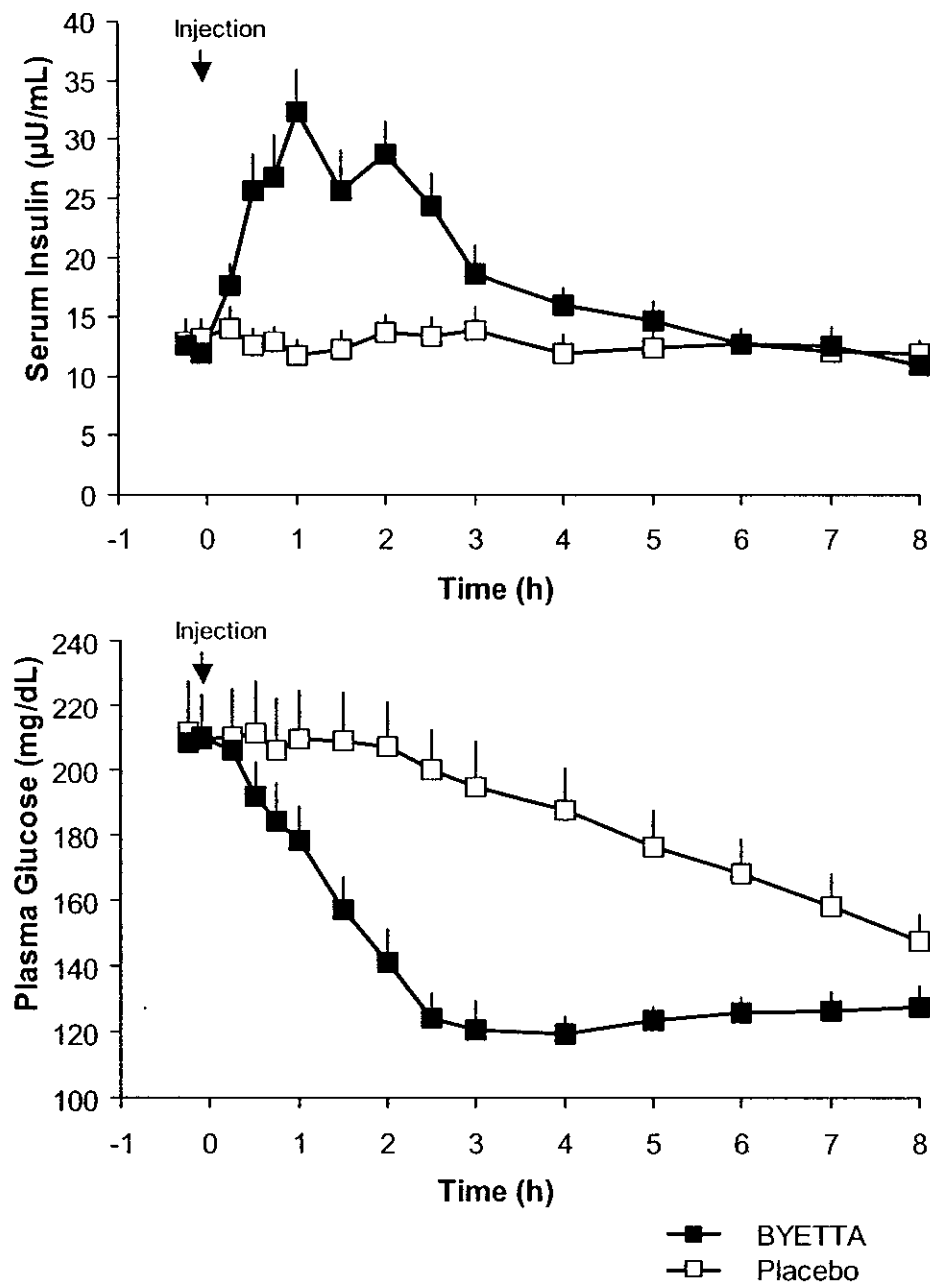 40
Injection
35
30
25
20
15
10
5
0
Serum Insulin (µU/mL)
-1 0 1 2 3 4 5 6 7 8
Time (h)
240
Injection
220
200
180
160
140
120
100
Plasma Glucose (mg/dL)
-1 0 1 2 3 4 5 6 7 8
Time (h)
BYETTA
Placebo